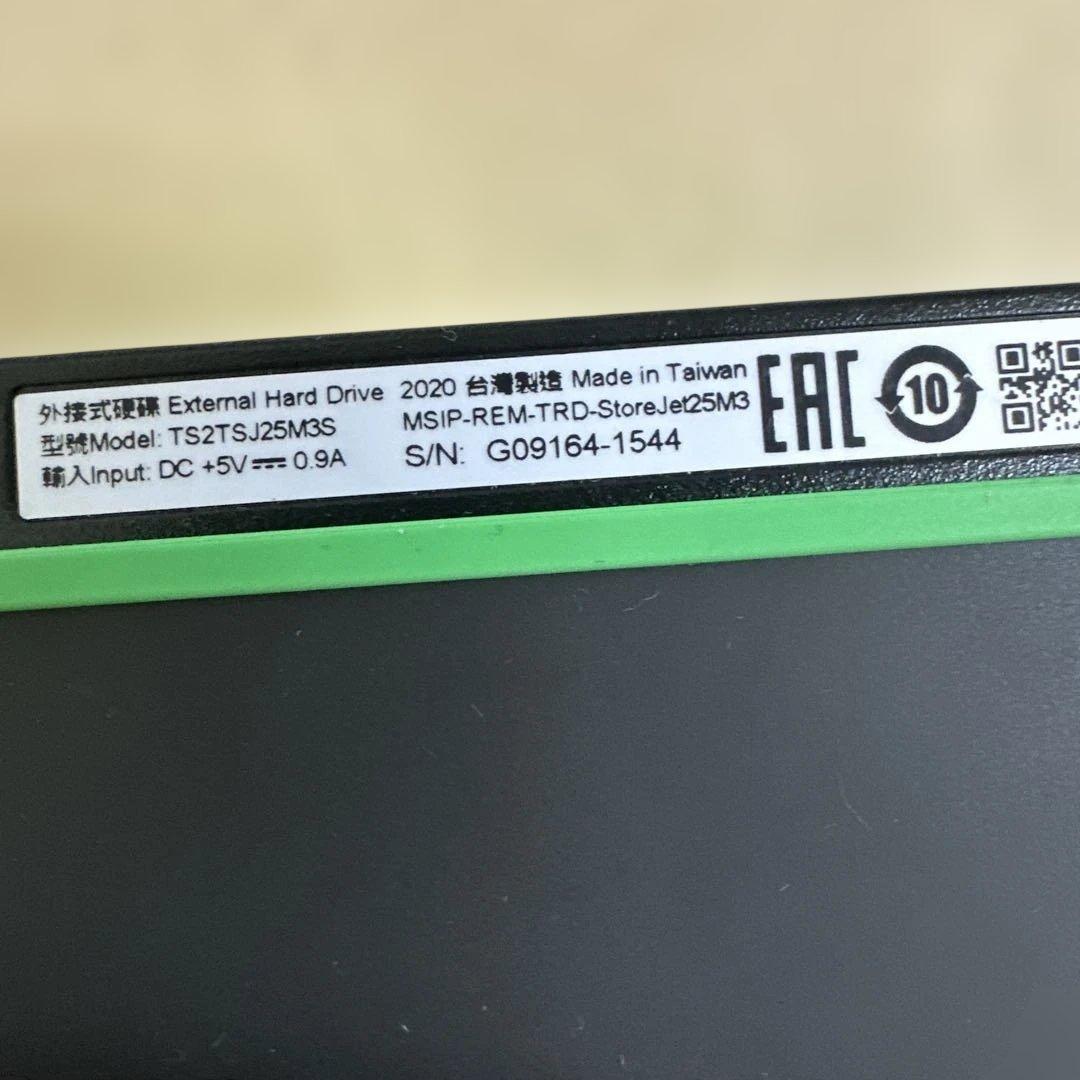 外接式硬碟 External Hard Drive
型號Model: TS2TSJ25M3S
輸入Input: DC +5V⎓0.9A
2020 台灣製造 Made in Taiwan
MSIP-REM-TRD-StoreJet25M3
S/N: G09164-1544
EAC
10